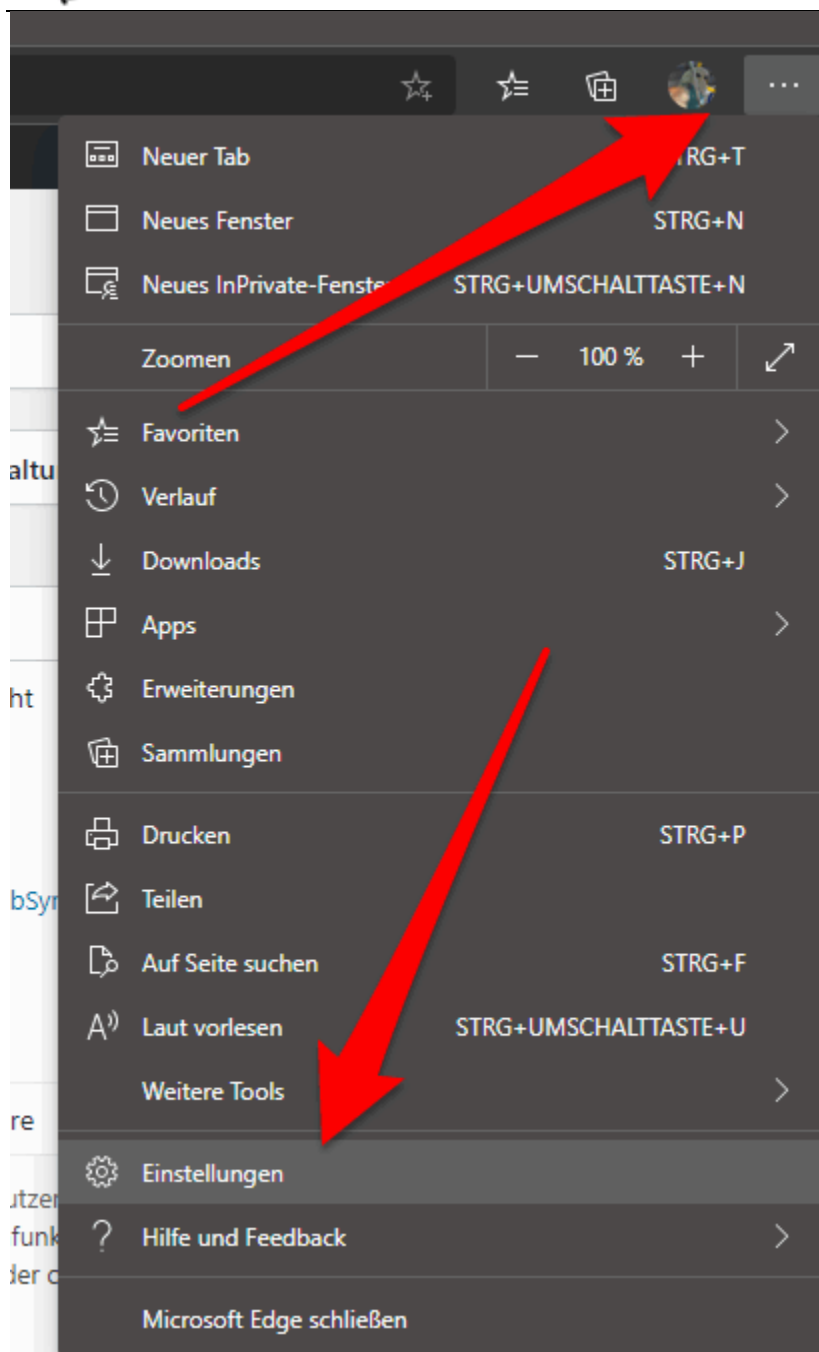 Neuer Tab STRG+T
Neues Fenster STRG+N
Neues InPrivate-Fenster STRG+UMSCHALTTASTE+N
Zoomen — 100 % +
Favoriten
altu
Verlauf
Downloads STRG+J
Apps
ht
Erweiterungen
Sammlungen
Drucken STRG+P
bSyn Teilen
Auf Seite suchen STRG+F
Laut vorlesen STRG+UMSCHALTTASTE+U
Weitere Tools
re
Einstellungen
utzer
funk Hilfe und Feedback
der
Microsoft Edge schließen